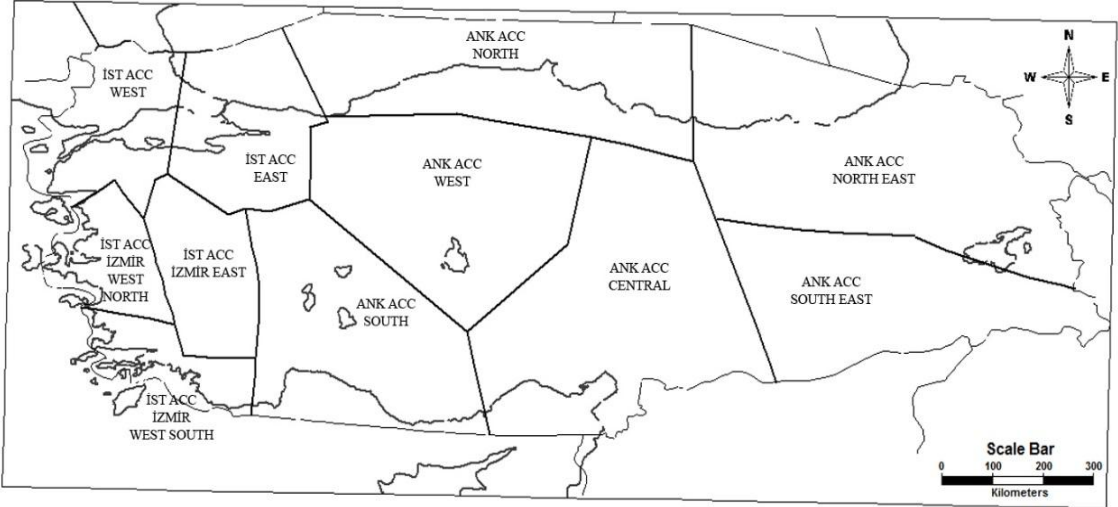 ANK ACC
NORTH
N
W E
S
İST ACC
WEST
İST ACC
EAST
ANK ACC
WEST
ANK ACC
NORTH EAST
İST ACC
İZMİR
WEST
NORTH
İST ACC
İZMİR EAST
ANK ACC
SOUTH
ANK ACC
CENTRAL
ANK ACC
SOUTH EAST
İST ACC
İZMİR
WEST SOUTH
Scale Bar
0 100 200 300
Kilometers